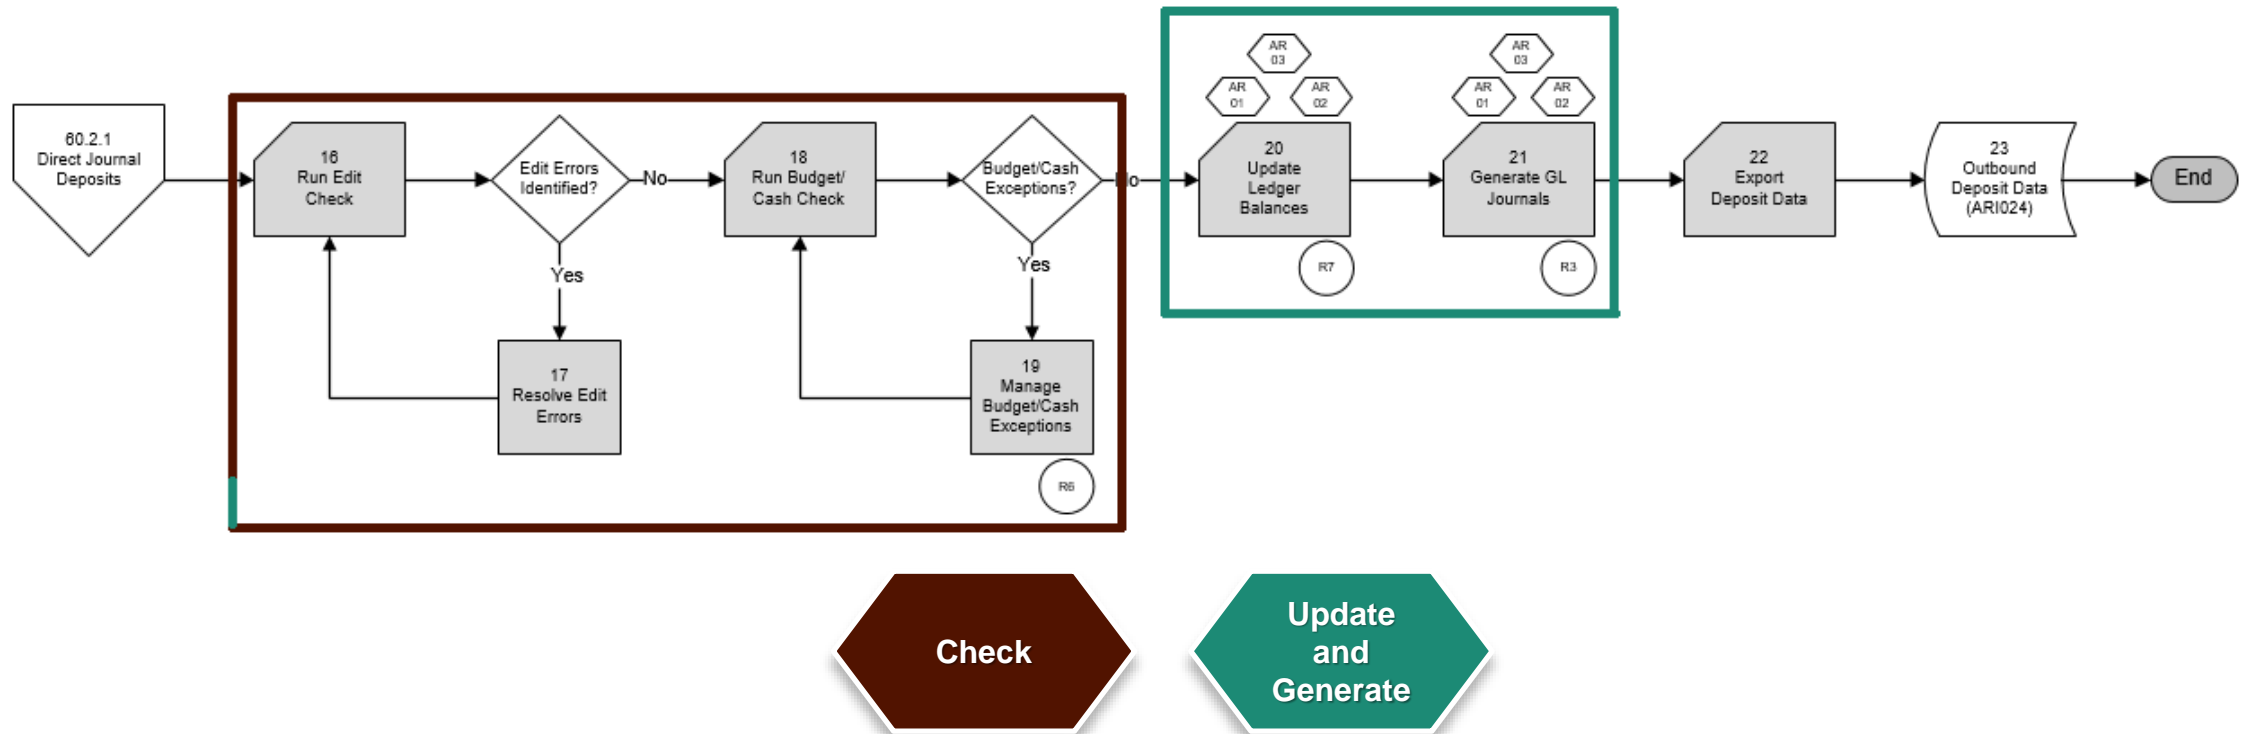 60.2.1
Direct Journal
Deposits
16
Run Edit
Check
Edit Errors
Identified?
No
Yes
17
Resolve Edit
Errors
18
Run Budget/
Cash Check
Budget/Cash
Exceptions?
No
Yes
19
Manage
Budget/Cash
Exceptions
R6
AR
03
AR
01
AR
02
20
Update
Ledger
Balances
R7
AR
03
AR
01
AR
02
21
Generate GL
Journals
R3
22
Export
Deposit Data
23
Outbound
Deposit Data
(ARI024)
End
Check
Update
and
Generate